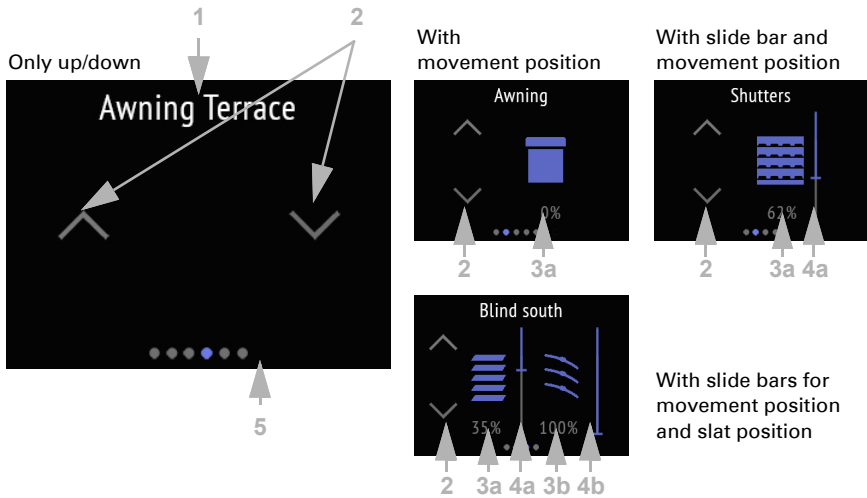 1
2
Only up/down
Awning Terrace
5
With
movement position
Awning
0%
2
3a
With slide bar and
movement position
Shutters
62%
2
3a
4a
Blind south
35%
100%
2
3a
4a
3b
4b
With slide bars for
movement position
and slat position